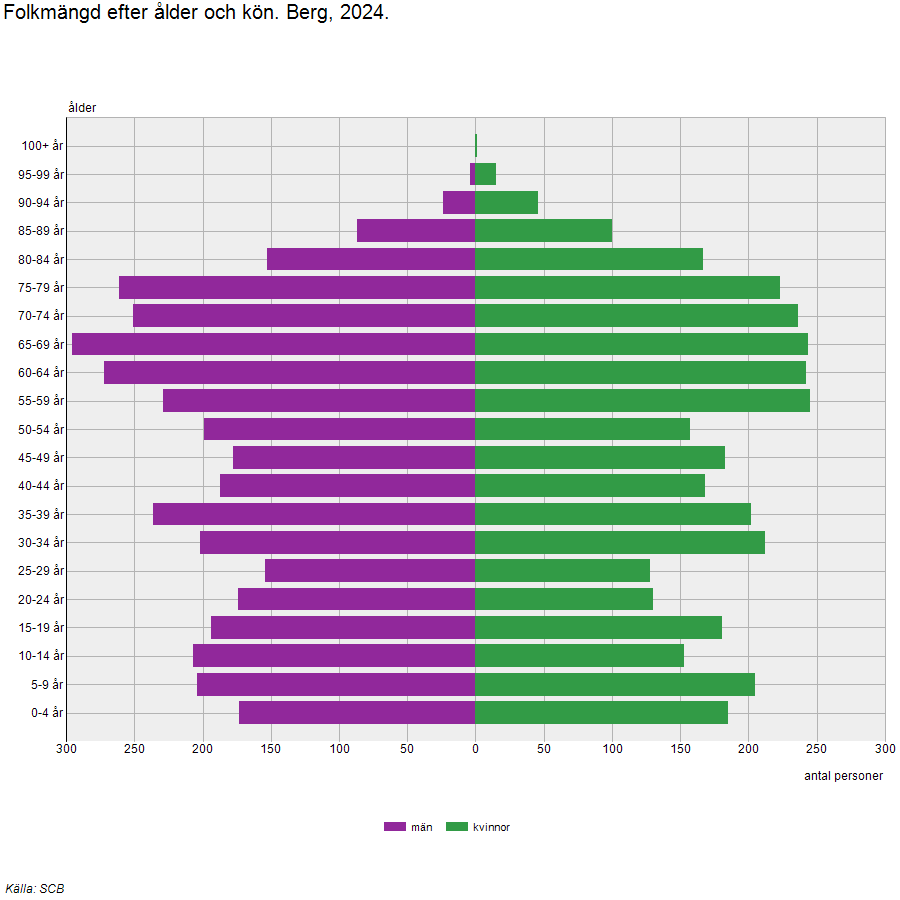 Folkmängd efter ålder och kön. Berg, 2024.
ålder
100+ år
95-99 år
90-94 år
85-89 år
80-84 år
75-79 år
70-74 år
65-69 år
60-64 år
55-59 år
50-54 år
45-49 år
40-44 år
35-39 år
30-34 år
25-29 år
20-24 år
15-19 år
10-14 år
5-9 år
0-4 år
300 250 200 150 100 50 0 50 100 150 200 250 300
antal personer
män kvinnor
Källa: SCB